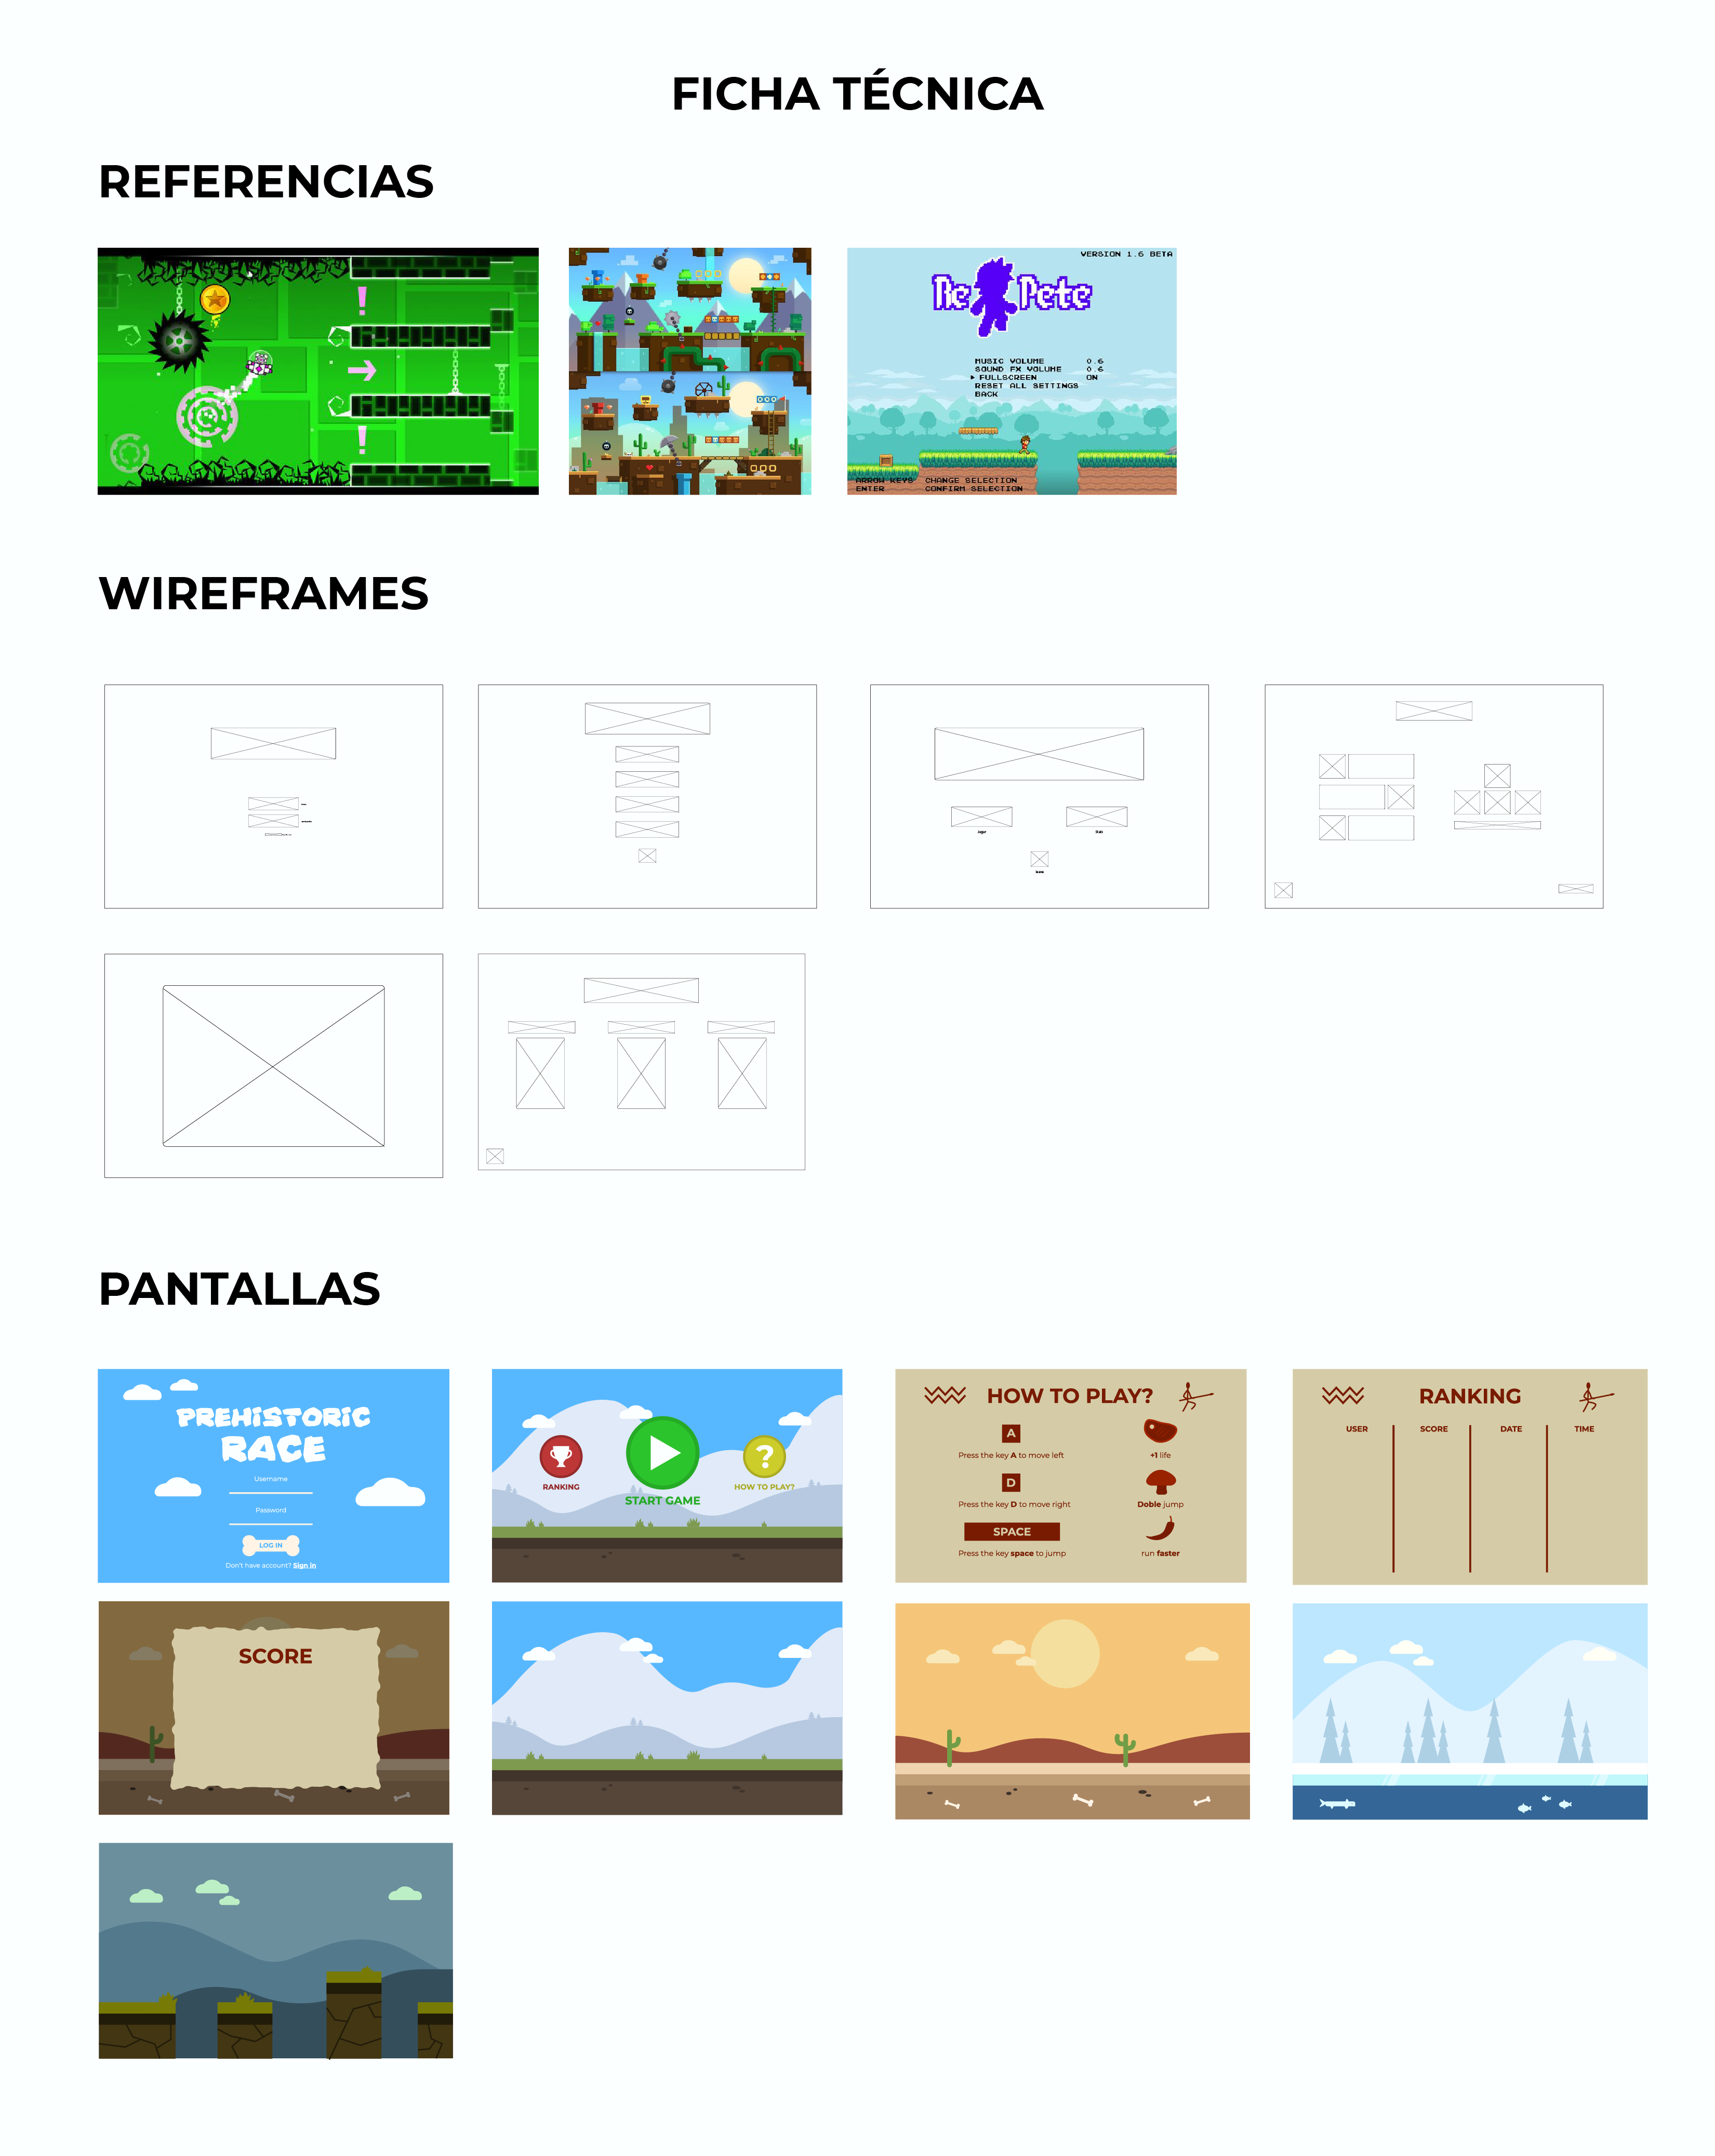 FICHA TÉCNICA
REFERENCIAS
VERSION 1.6 BETA
Re Pete
MUSIC VOLUME 0.6
SOUND FX VOLUME 0.6
FULLSCREEN ON
RESET ALL SETTINGS
BACK
ARROW KEYS CHANGE SELECTION
ENTER CONFIRM SELECTION
WIREFRAMES
Jugar
Stats
PANTALLAS
PREHISTORIC
RACE
Username
Password
LOG IN
Don't have account? Sign in
RANKING
START GAME
?
HOW TO PLAY?
HOW TO PLAY?
A
Press the key A to move left
+1 life
D
Press the key D to move right
Doble jump
SPACE
Press the key space to jump
run faster
RANKING
USER SCORE DATE TIME
SCORE